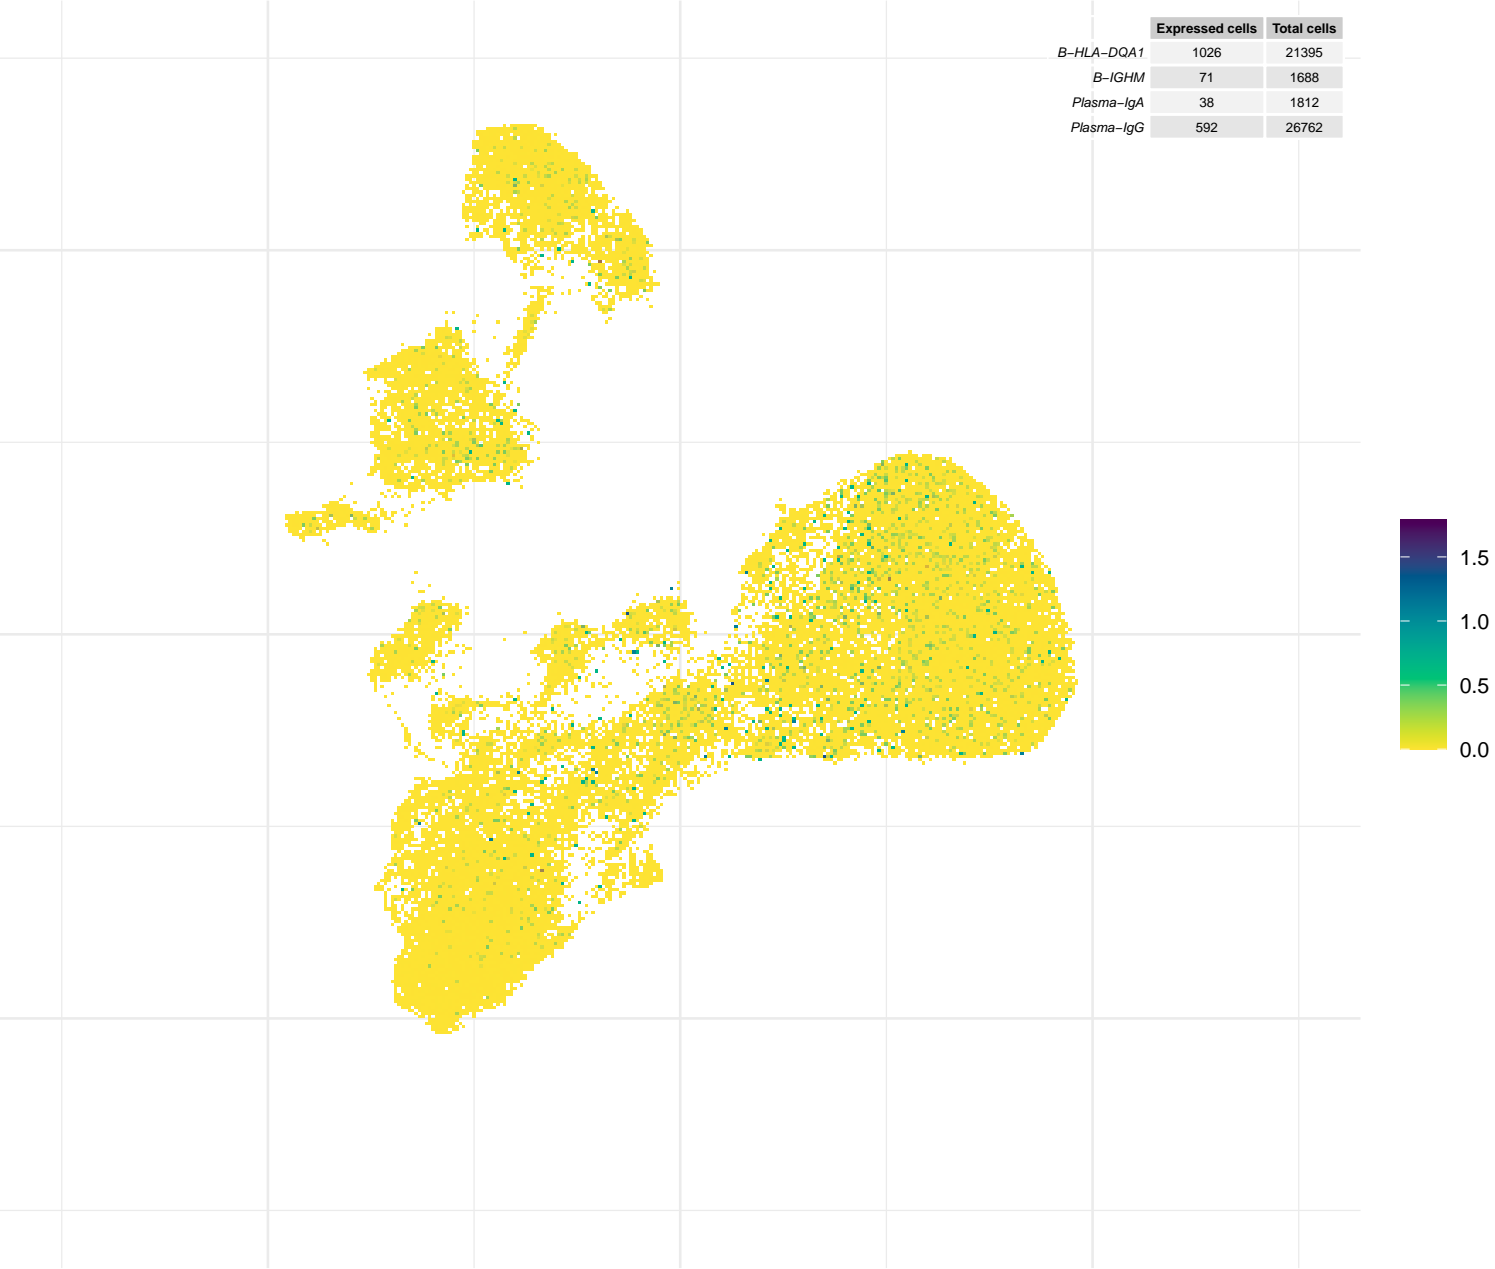 Expressed cells Total cells
B−HLA−DQA1 1026 21395
B−IGHM 71 1688
Plasma−IgA 38 1812
Plasma−IgG 592 26762
1.5
1.0
0.5
0.0